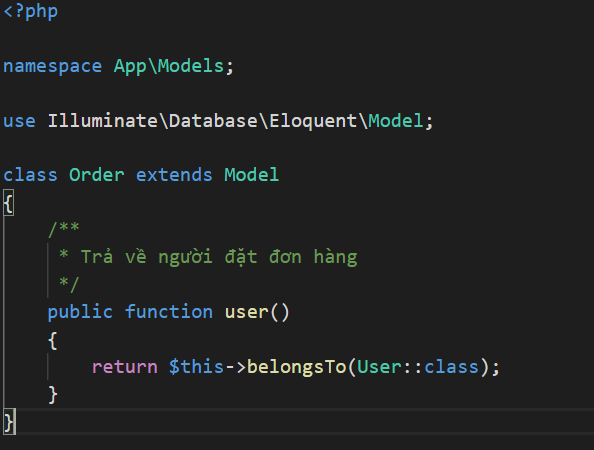 <?php
namespace App\Models;
use Illuminate\Database\Eloquent\Model;
class Order extends Model
{
    /**
     * Trả về người đặt đơn hàng
     */
    public function user()
    {
        return $this->belongsTo(User::class);
    }
}